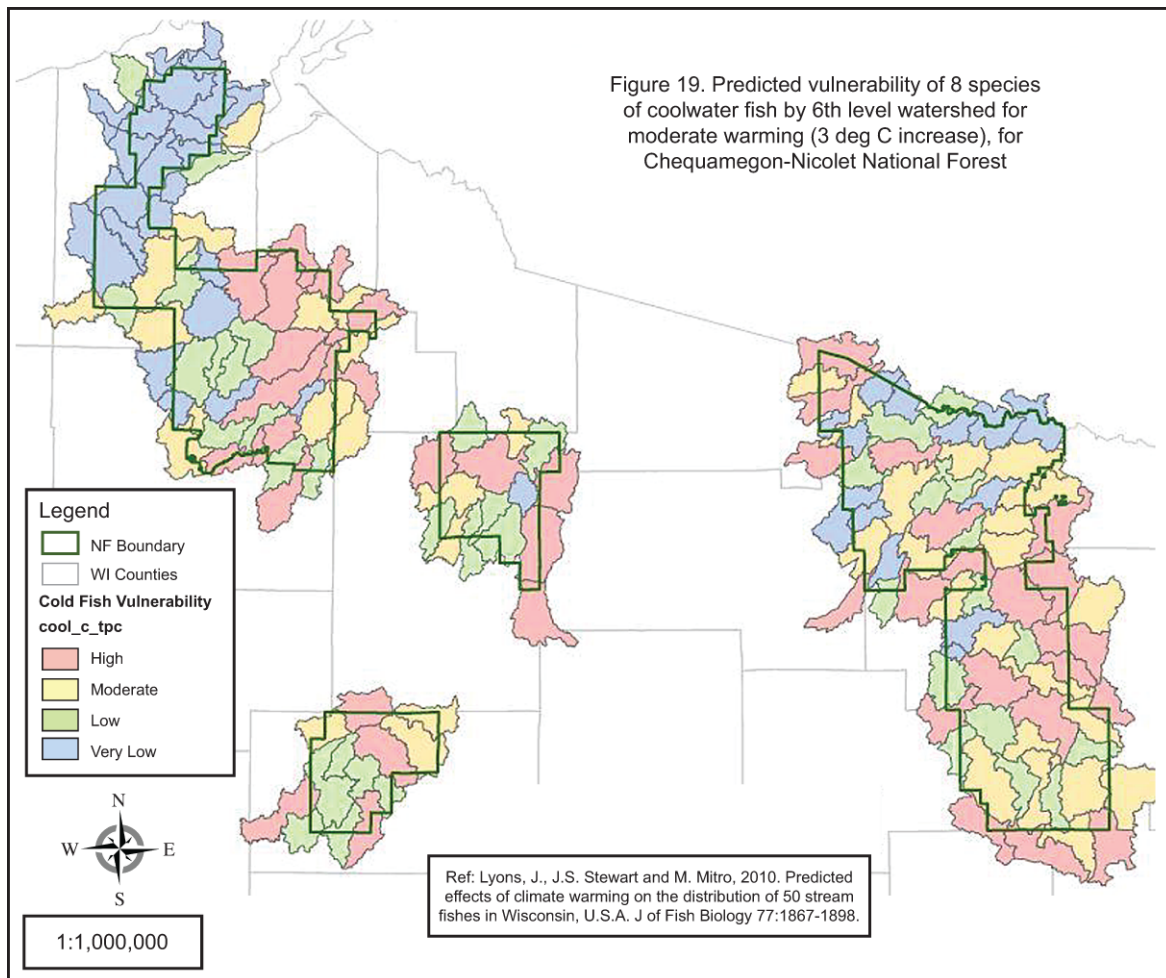 Figure 19. Predicted vulnerability of 8 species
of coolwater fish by 6th level watershed for
moderate warming (3 deg C increase), for
Chequamegon-Nicolet National Forest
Legend
NF Boundary
WI Counties
Cold Fish Vulnerability
cool_c_tpc
High
Moderate
Low
Very Low
N
W E
S
1:1,000,000
Ref: Lyons, J., J.S. Stewart and M. Mitro, 2010. Predicted
effects of climate warming on the distribution of 50 stream
fishes in Wisconsin, U.S.A. J of Fish Biology 77:1867-1898.